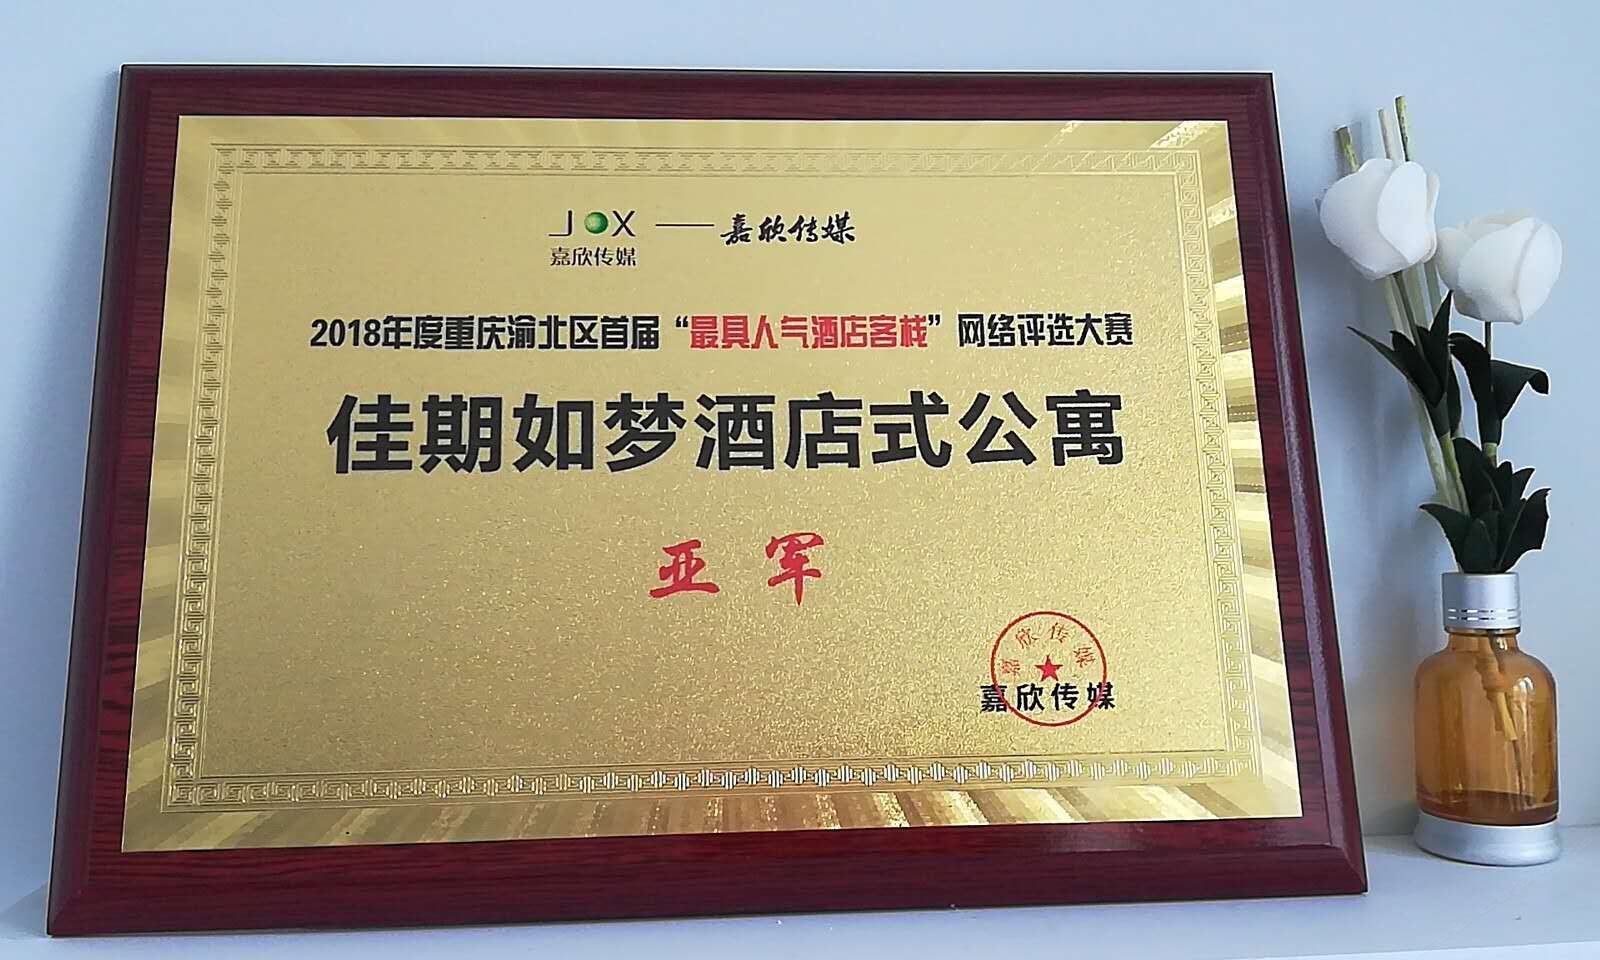 JOX —— 嘉欣传媒
嘉欣传媒
2018年度重庆渝北区首届“最具人气酒店客栈”网络评选大赛
佳期如梦酒店式公寓
亚军
嘉欣传媒
嘉欣传媒